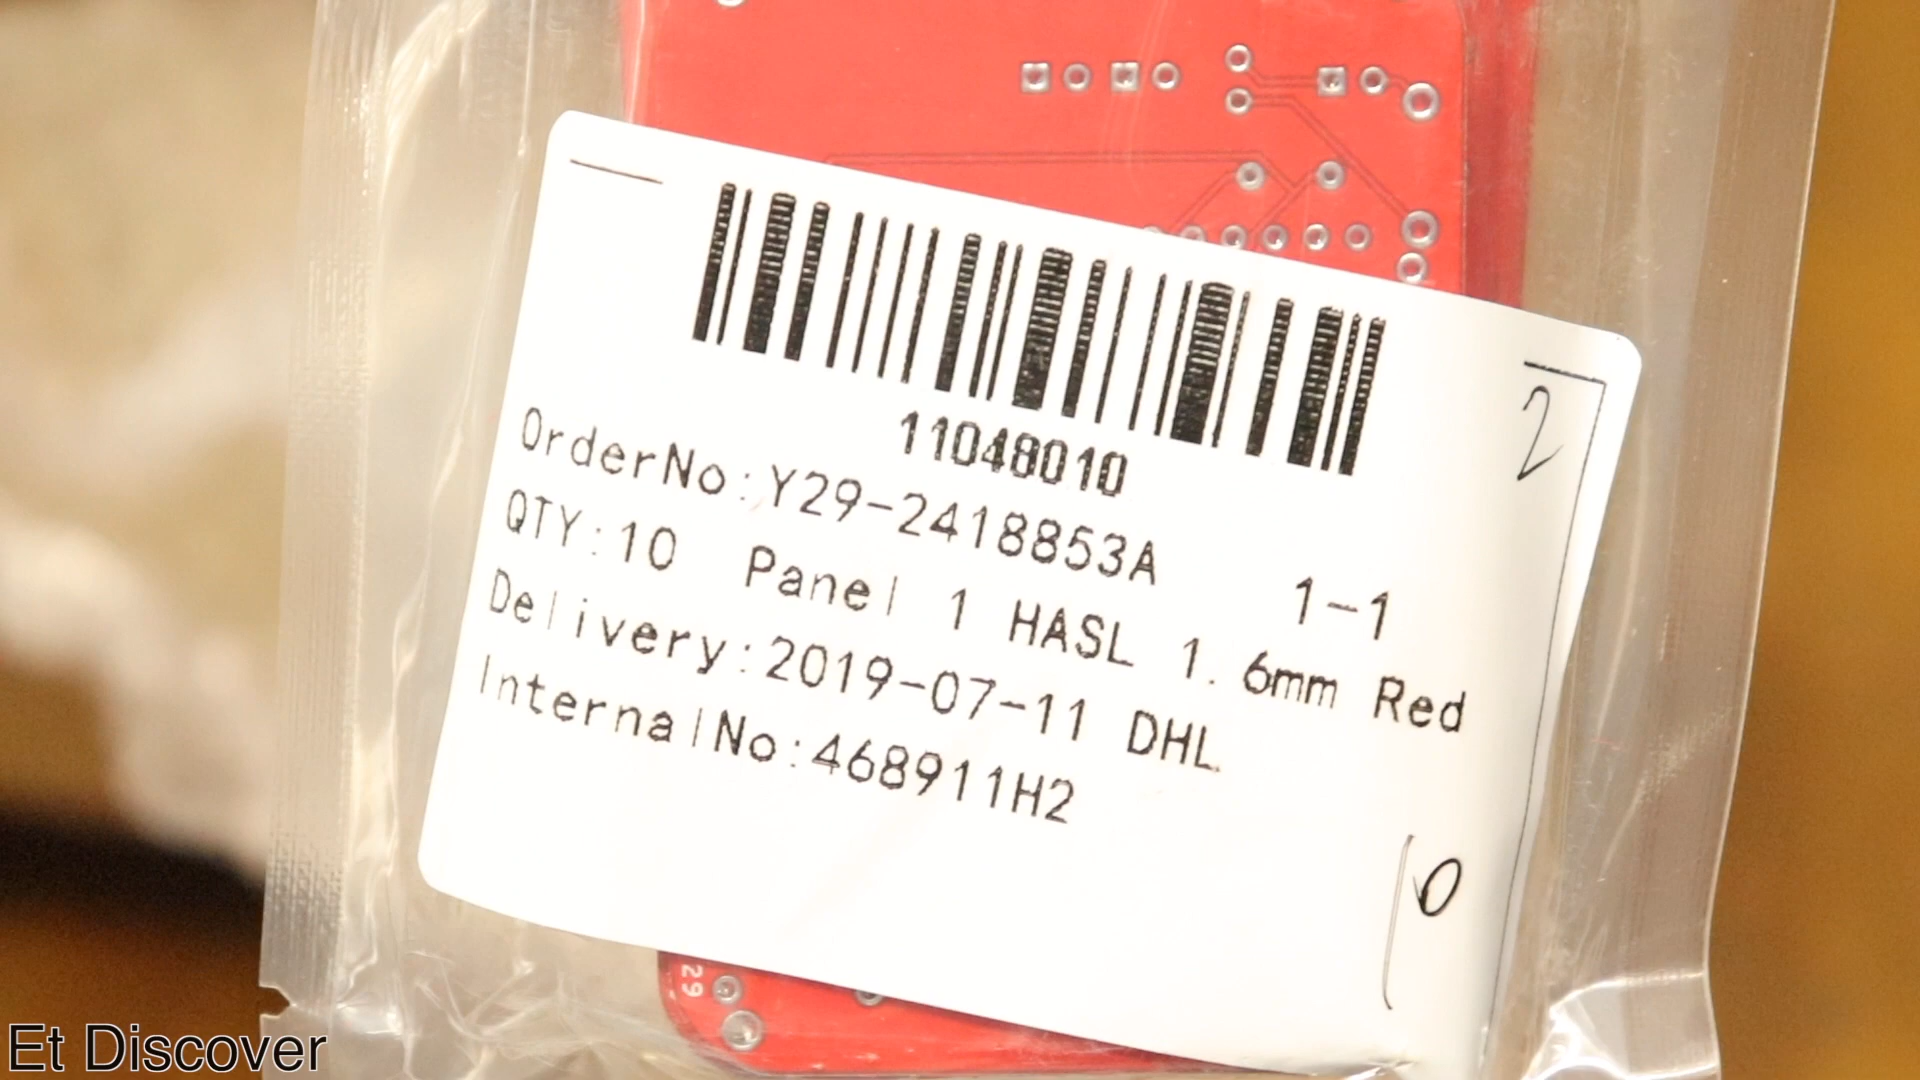 11048010
OrderNo:Y29-2418853A 1-1
QTY:10 Panel 1 HASL 1.6mm Red
Delivery:2019-07-11 DHL
InternalNo:468911H2
2
10
29
Et Discover